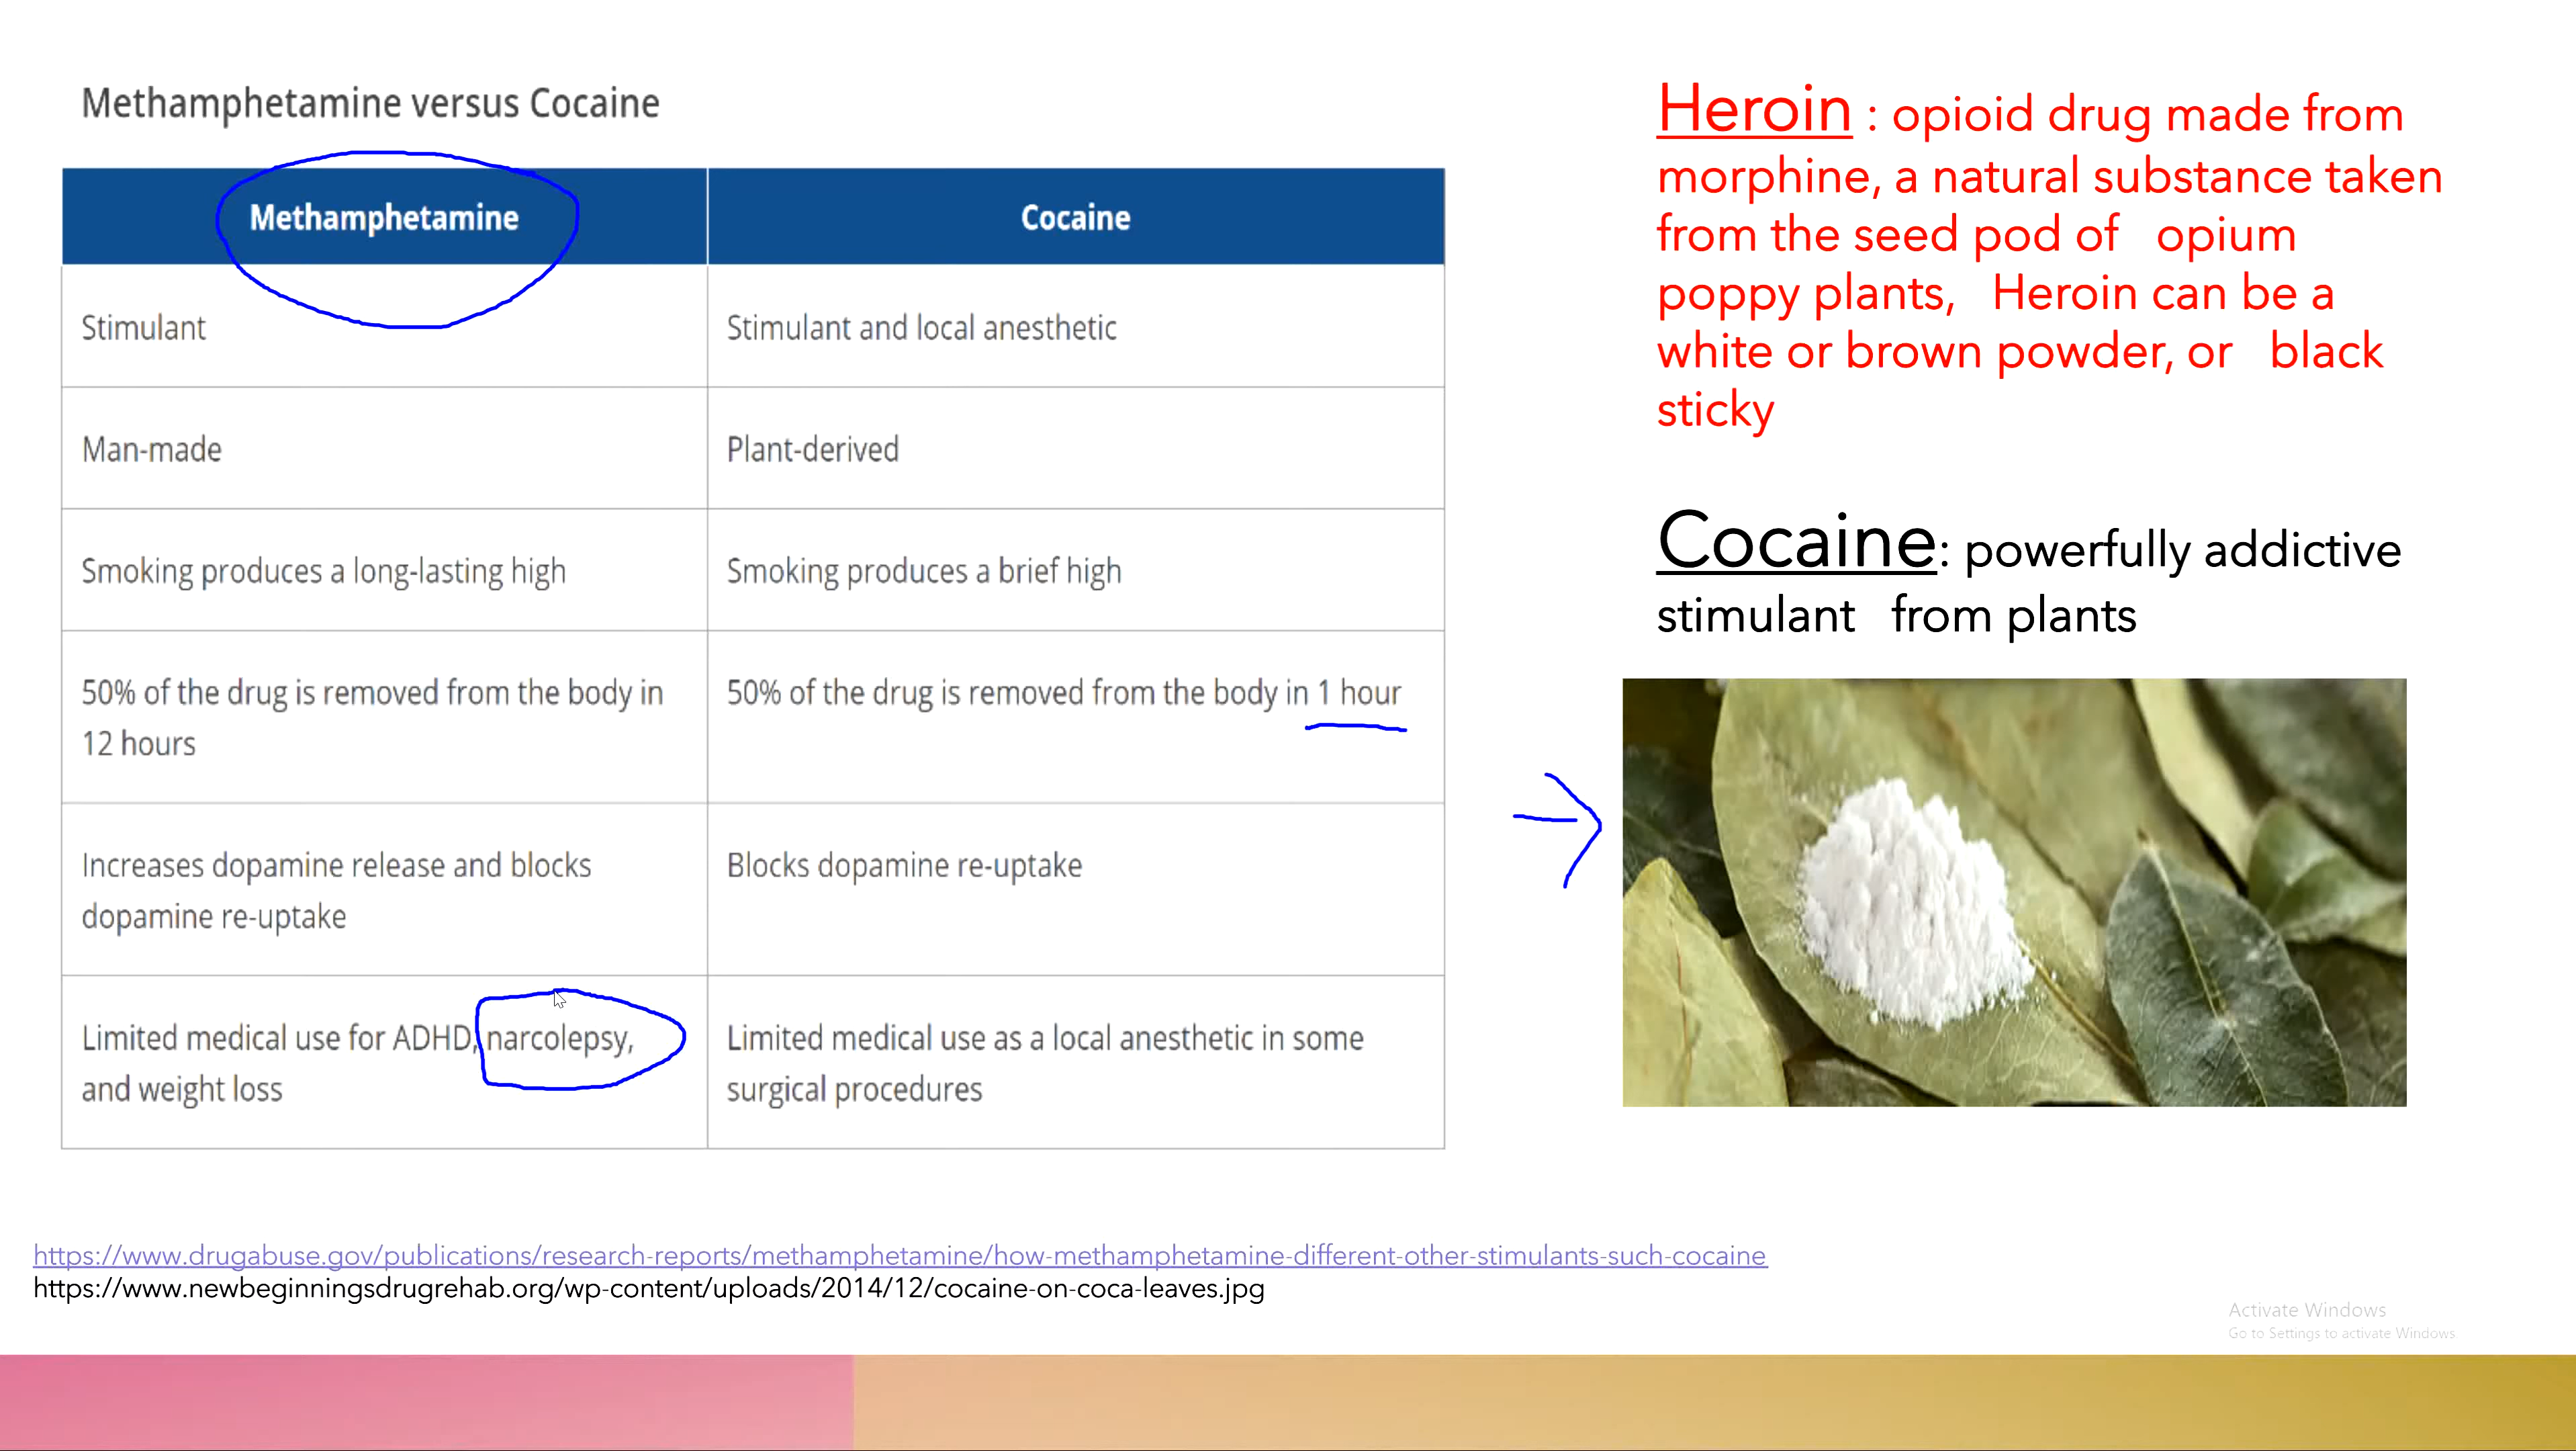 Methamphetamine versus Cocaine
Methamphetamine
Cocaine
Stimulant
Stimulant and local anesthetic
Man-made
Plant-derived
Smoking produces a long-lasting high
Smoking produces a brief high
50% of the drug is removed from the body in
12 hours
50% of the drug is removed from the body in 1 hour
Increases dopamine release and blocks
dopamine re-uptake
Blocks dopamine re-uptake
Limited medical use for ADHD, narcolepsy,
and weight loss
Limited medical use as a local anesthetic in some
surgical procedures
Heroin : opioid drug made from
morphine, a natural substance taken
from the seed pod of opium
poppy plants, Heroin can be a
white or brown powder, or black
sticky
Cocaine: powerfully addictive
stimulant from plants
https://www.drugabuse.gov/publications/research-reports/methamphetamine/how-methamphetamine-different-other-stimulants-such-cocaine
https://www.newbeginningsdrugrehab.org/wp-content/uploads/2014/12/cocaine-on-coca-leaves.jpg
Activate Windows
Go to Settings to activate Windows.